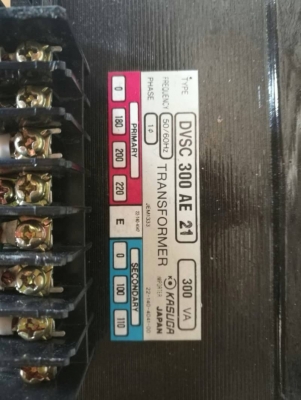 TYPE DVSC 300 AE 21 300 VA
FREQUENCY 50/60Hz TRANSFORMER KASUGA
PHASE 1Φ JEM1333 JAPAN
PRIMARY E SECONDARY
0 180 200 220 0 100 110